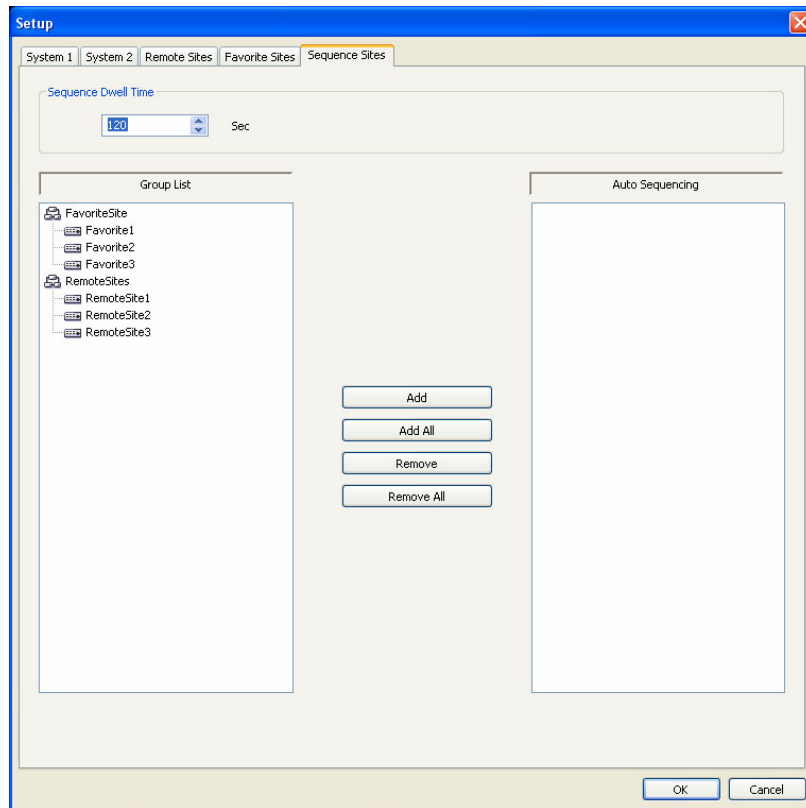 Setup
System 1 System 2 Remote Sites Favorite Sites Sequence Sites
Sequence Dwell Time
120 Sec
Group List
Auto Sequencing
FavoriteSite
Favorite1
Favorite2
Favorite3
RemoteSites
RemoteSite1
RemoteSite2
RemoteSite3
Add
Add All
Remove
Remove All
OK Cancel